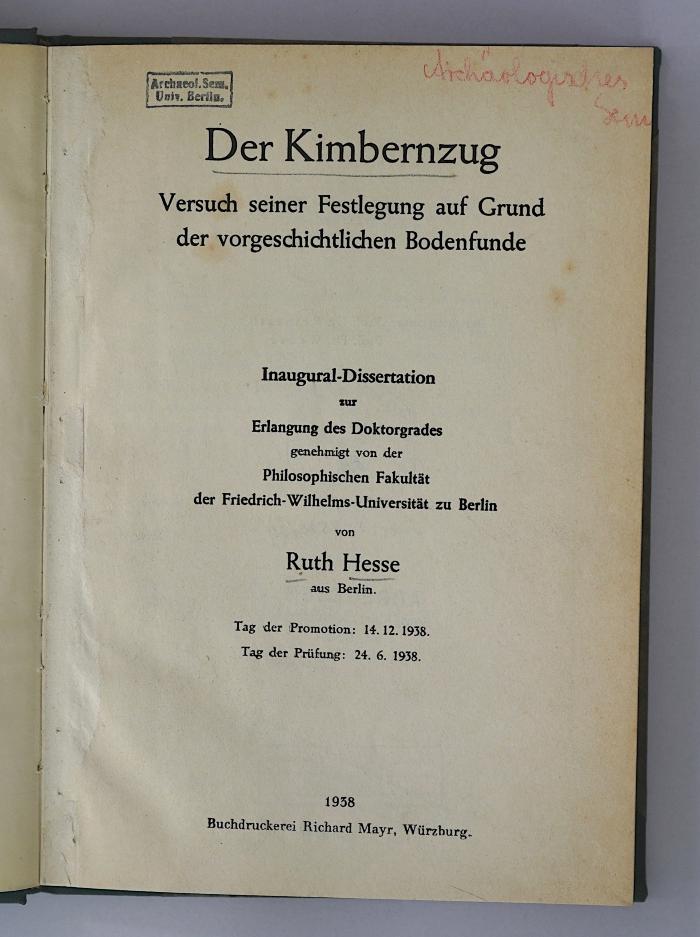 Archaeol. Sem.
Univ. Berlin.
Archäologisches
Sem
Der Kimbernzug
Versuch seiner Festlegung auf Grund
der vorgeschichtlichen Bodenfunde
Inaugural-Dissertation
zur
Erlangung des Doktorgrades
genehmigt von der
Philosophischen Fakultät
der Friedrich-Wilhelms-Universität zu Berlin
von
Ruth Hesse
aus Berlin.
Tag der Promotion: 14. 12. 1938.
Tag der Prüfung: 24. 6. 1938.
1938
Buchdruckerei Richard Mayr, Würzburg.